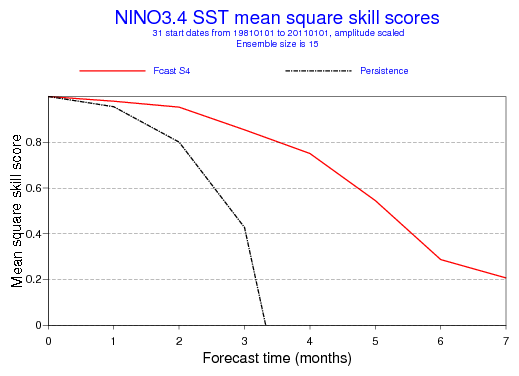 NINO3.4 SST mean square skill scores
31 start dates from 19810101 to 20110101, amplitude scaled
Ensemble size is 15
Fcast S4
Persistence
Mean square skill score
0.8
0.6
0.4
0.2
0
0 1 2 3 4 5 6 7
Forecast time (months)